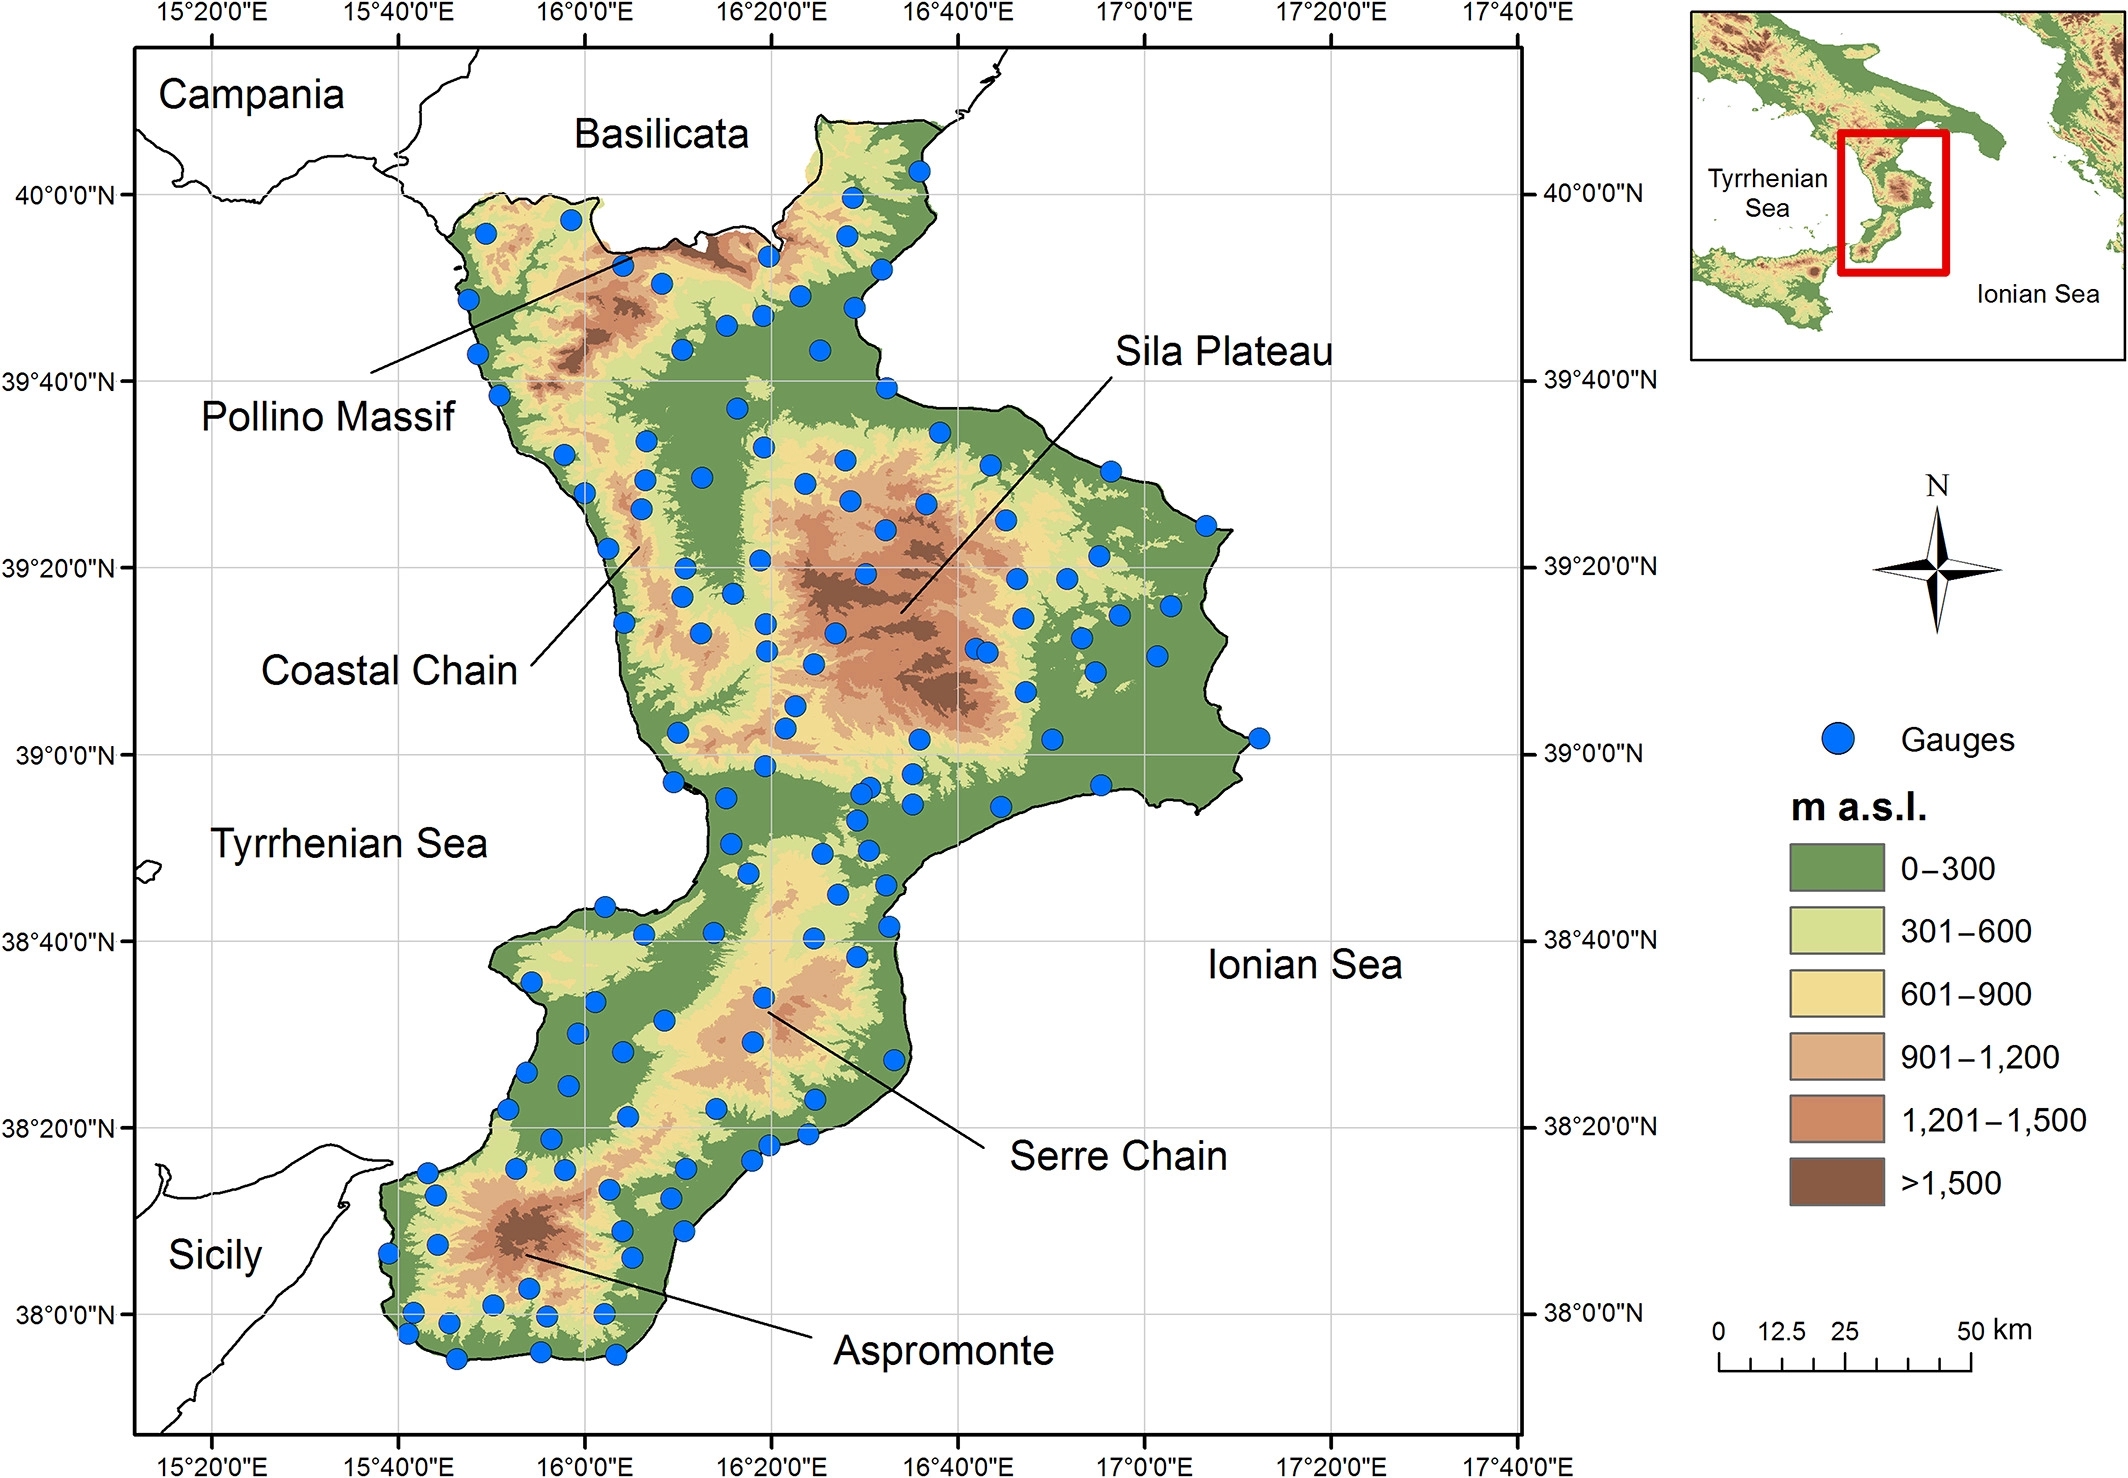 15°20'0"E 15°40'0"E 16°0'0"E 16°20'0"E 16°40'0"E 17°0'0"E 17°20'0"E 17°40'0"E
Campania
Basilicata
40°0'0"N
40°0'0"N
Tyrrhenian
Sea
Ionian Sea
Sila Plateau
39°40'0"N
39°40'0"N
Pollino Massif
N
39°20'0"N
39°20'0"N
Coastal Chain
39°0'0"N
39°0'0"N
Gauges
m a.s.l.
Tyrrhenian Sea
0–300
301–600
38°40'0"N
38°40'0"N
Ionian Sea
601–900
901–1,200
38°20'0"N
38°20'0"N
1,201–1,500
Serre Chain
>1,500
Sicily
38°0'0"N
38°0'0"N
Aspromonte
0 12.5 25 50 km
15°20'0"E 15°40'0"E 16°0'0"E 16°20'0"E 16°40'0"E 17°0'0"E 17°20'0"E 17°40'0"E